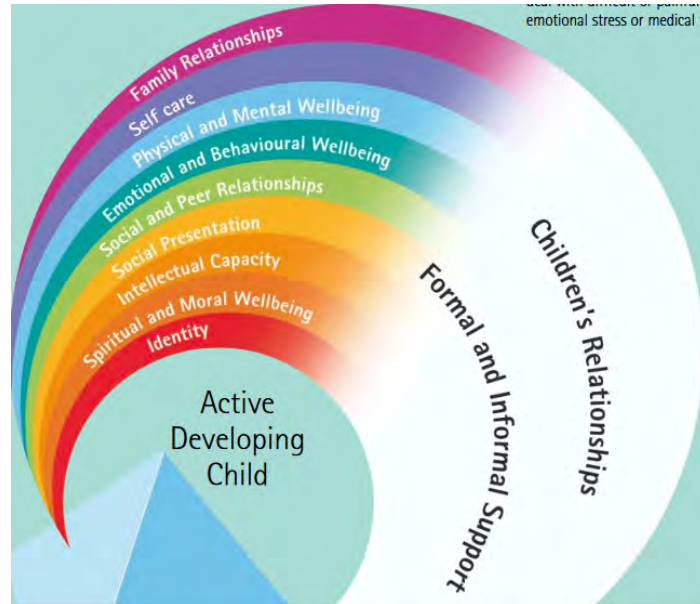 emotional stress or medical
Family Relationships
Self care
Physical and Mental Wellbeing
Emotional and Behavioural Wellbeing
Social and Peer Relationships
Social Presentation
Intellectual Capacity
Spiritual and Moral Wellbeing
Identity
Active
Developing
Child
Formal and Informal Support
Children's Relationships